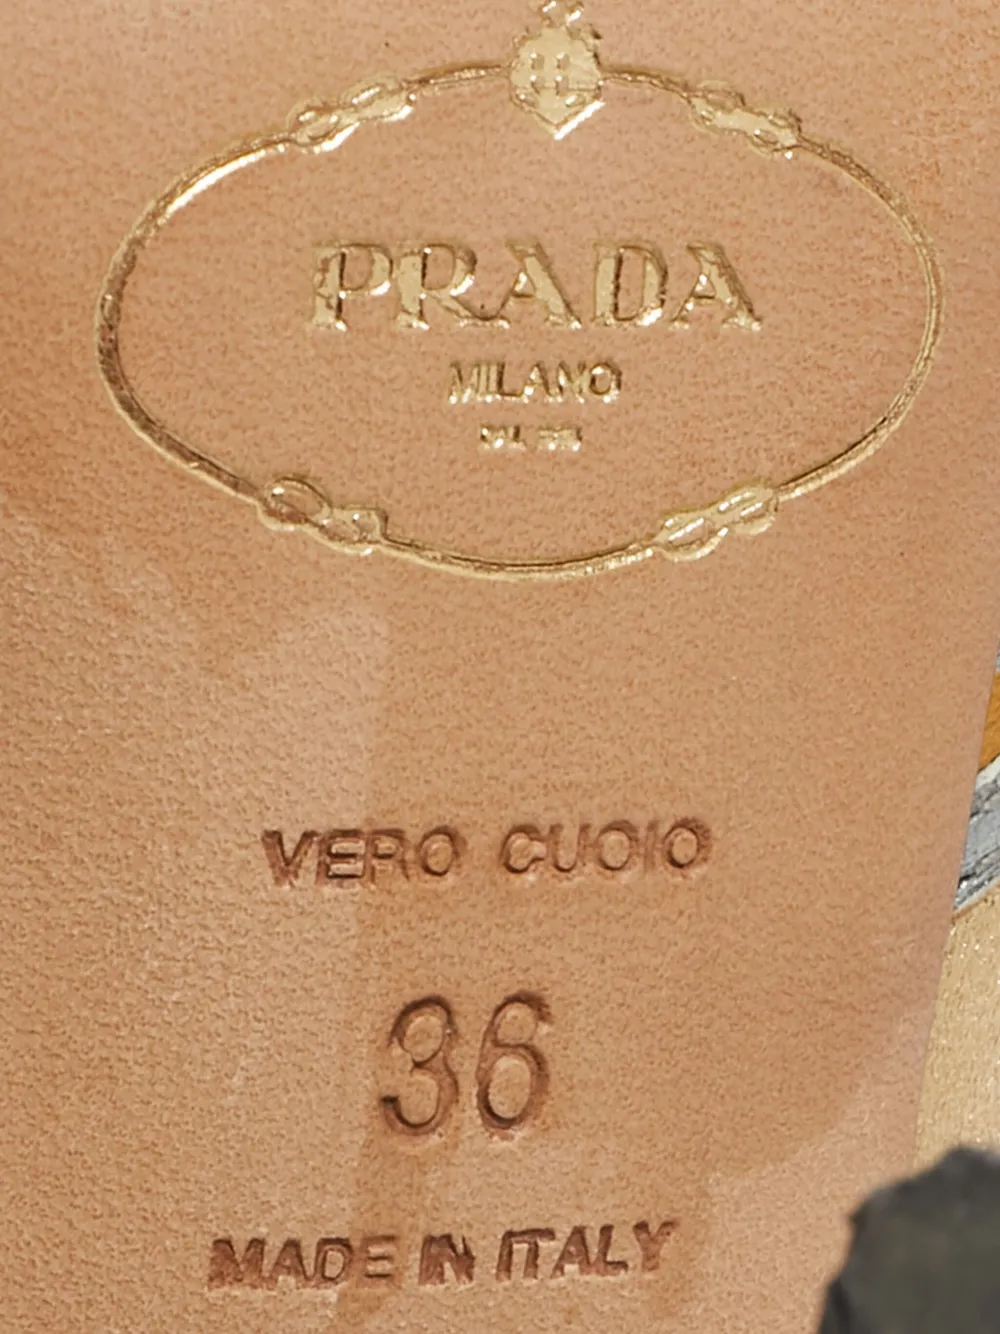 PRADA
MILANO
VERO CUOIO
36
MADE IN ITALY